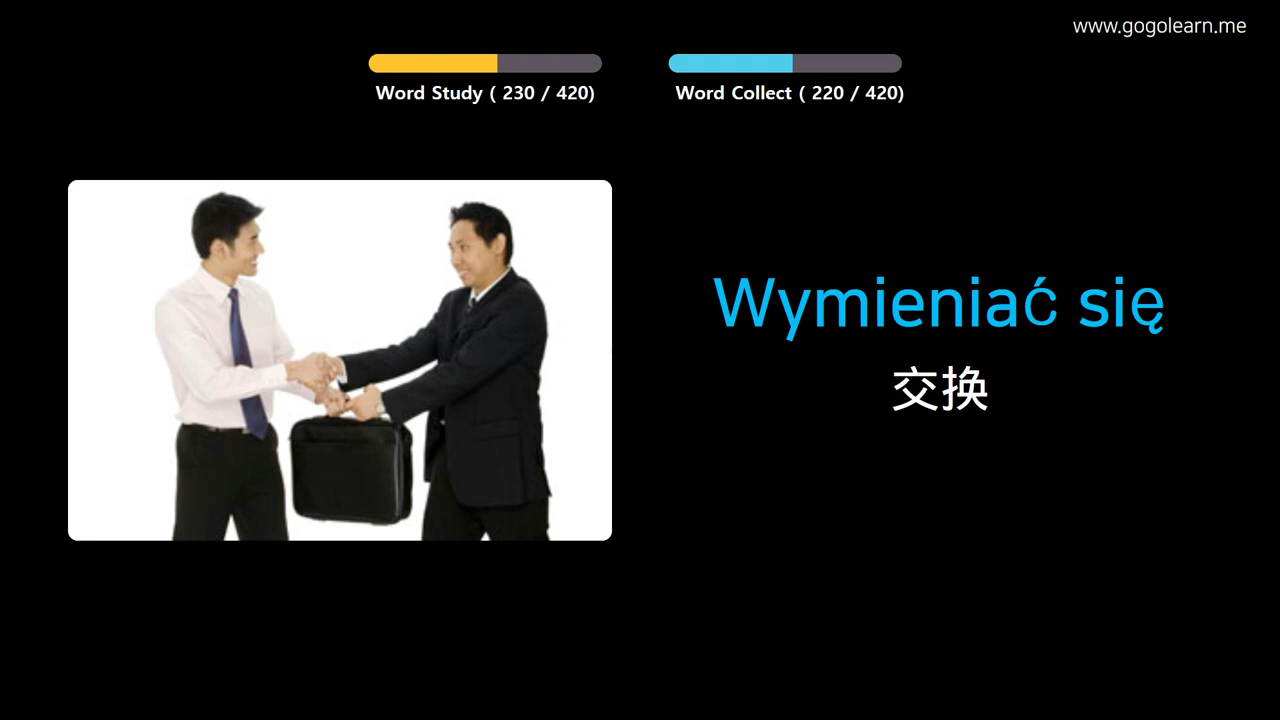 www.gogolearn.me
Word Study ( 230 / 420)
Word Collect ( 220 / 420)
Wymieniać się
交换